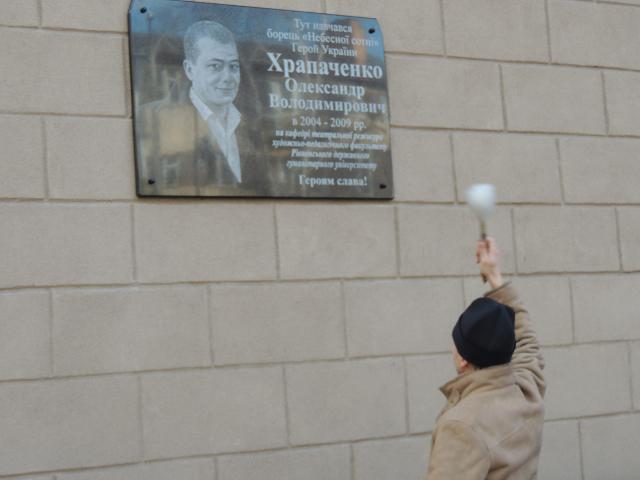 Тут навчався
борець «Небесної сотні»
Герой України
Храпаченко
Олександр
Володимирович
в 2004 - 2009 рр.
на кафедрі театральної режисури
художньо-педагогічного факультету
Рівненського державного
гуманітарного університету
Героям слава!